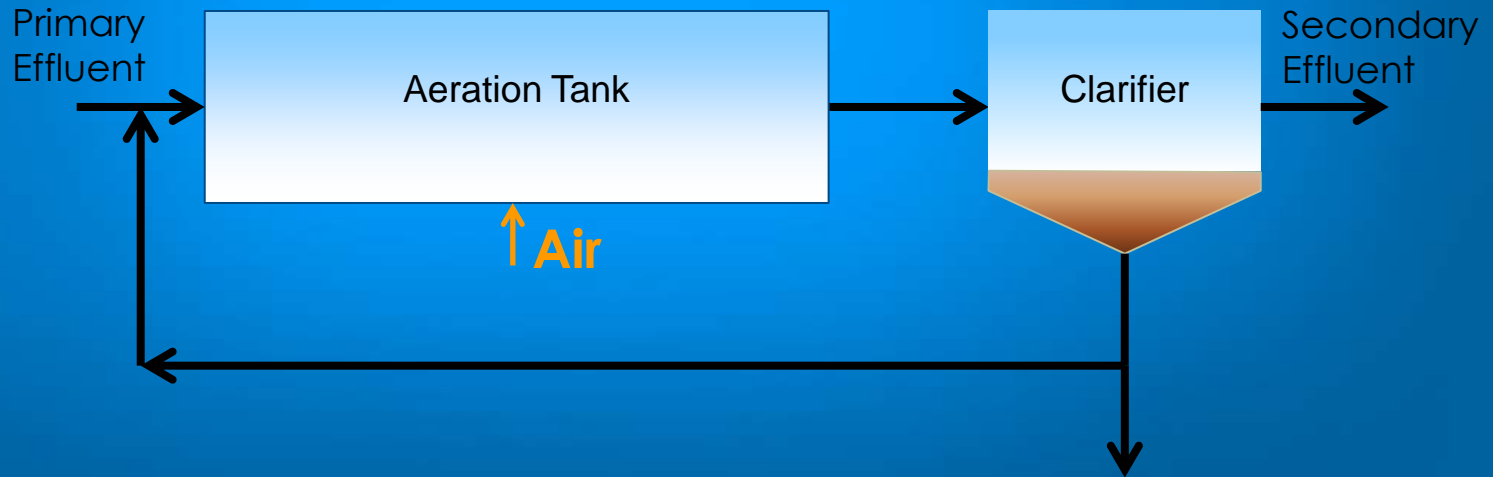 Primary
Effluent
Aeration Tank
Clarifier
Secondary
Effluent
Air